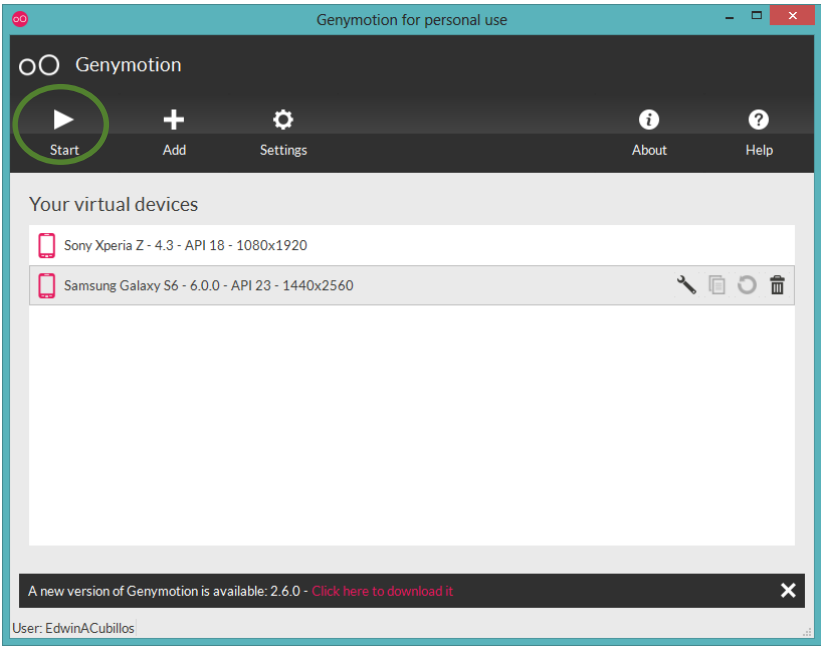 Genymotion for personal use
Genymotion
Start Add Settings About Help
Your virtual devices
Sony Xperia Z - 4.3 - API 18 - 1080x1920
Samsung Galaxy S6 - 6.0.0 - API 23 - 1440x2560
A new version of Genymotion is available: 2.6.0 - Click here to download it
User: EdwinACubillos